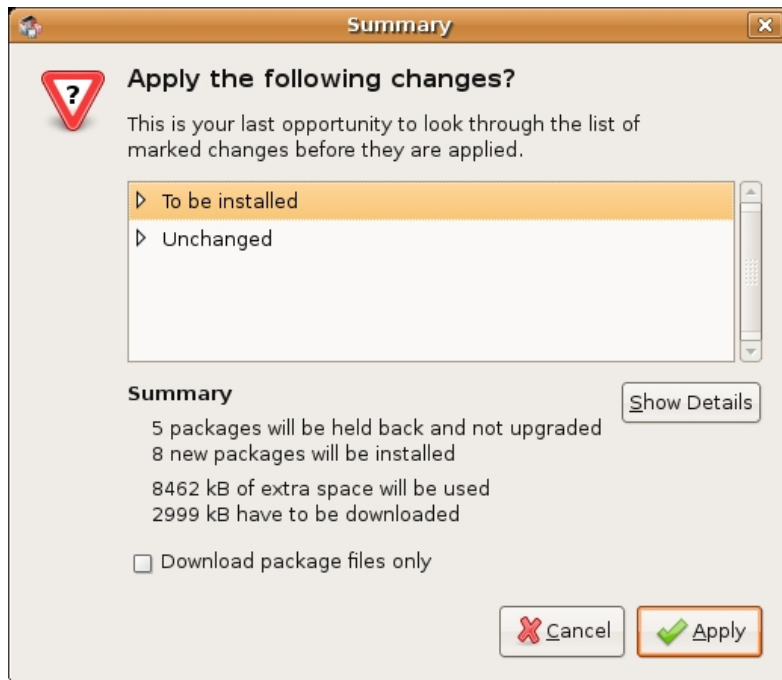 Summary
?
Apply the following changes?
This is your last opportunity to look through the list of
marked changes before they are applied.
To be installed
Unchanged
Summary
Show Details
5 packages will be held back and not upgraded
8 new packages will be installed
8462 kB of extra space will be used
2999 kB have to be downloaded
Download package files only
Cancel
Apply